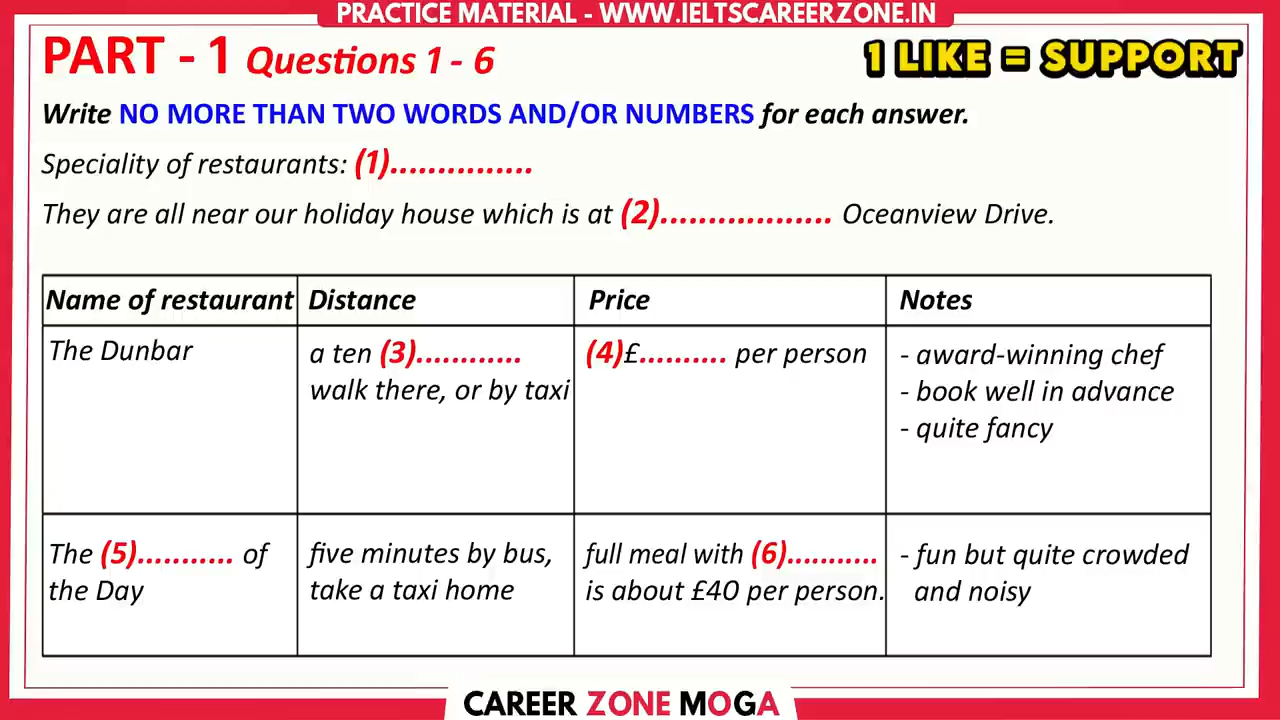 PRACTICE MATERIAL - WWW.IELTSCAREERZONE.IN
PART - 1 Questions 1 - 6
1 LIKE = SUPPORT
Write NO MORE THAN TWO WORDS AND/OR NUMBERS for each answer.
Speciality of restaurants: (1)...............
They are all near our holiday house which is at (2).................. Oceanview Drive.
Name of restaurant Distance Price Notes
The Dunbar
a ten (3)...........
walk there, or by taxi
(4)£.......... per person
- award-winning chef
- book well in advance
- quite fancy
The (5)........... of
the Day
five minutes by bus,
take a taxi home
full meal with (6)..........
is about £40 per person.
- fun but quite crowded
and noisy
CAREER ZONE MOGA